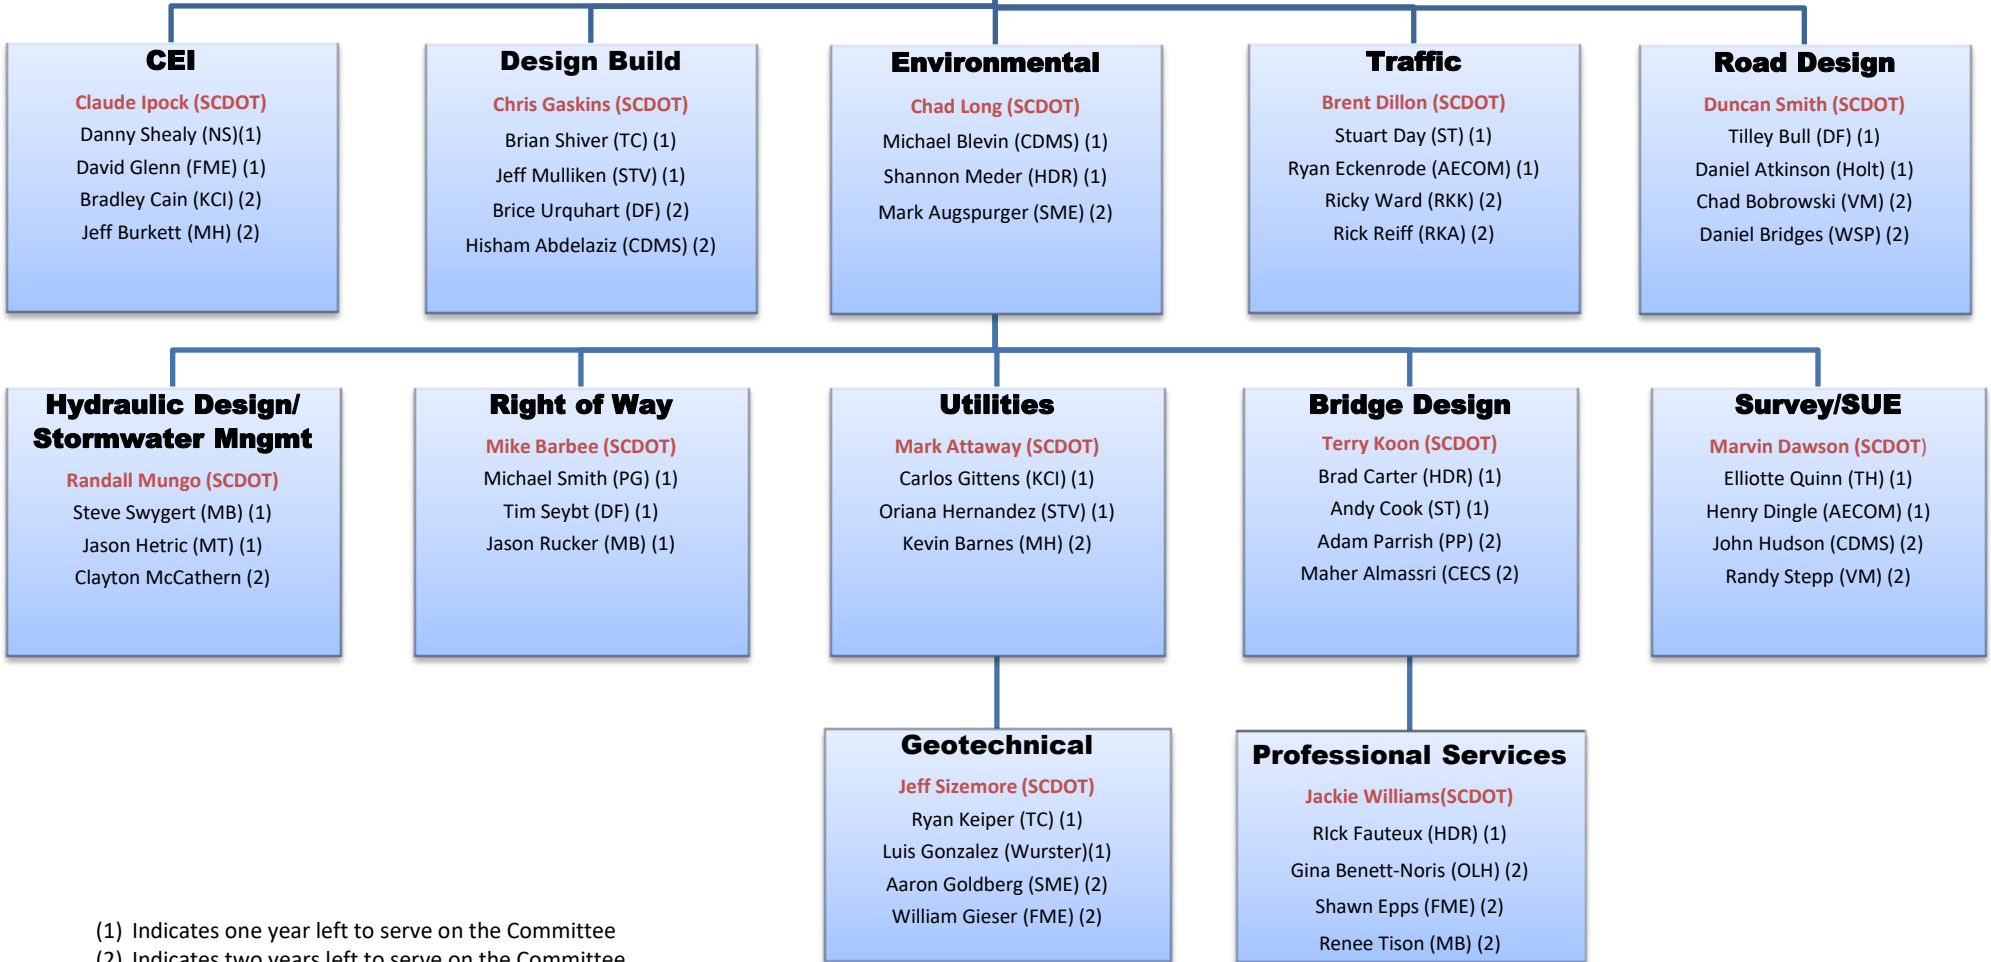 CEI
Claude Ipock (SCDOT)
Danny Shealy (NS)(1)
David Glenn (FME) (1)
Bradley Cain (KCI) (2)
Jeff Burkett (MH) (2)
Design Build
Chris Gaskins (SCDOT)
Brian Shiver (TC) (1)
Jeff Mulliken (STV) (1)
Brice Urquhart (DF) (2)
Hisham Abdelaziz (CDMS) (2)
Environmental
Chad Long (SCDOT)
Michael Blevin (CDMS) (1)
Shannon Meder (HDR) (1)
Mark Augspurger (SME) (2)
Traffic
Brent Dillon (SCDOT)
Stuart Day (ST) (1)
Ryan Eckenrode (AECOM) (1)
Ricky Ward (RKK) (2)
Rick Reiff (RKA) (2)
Road Design
Duncan Smith (SCDOT)
Tilley Bull (DF) (1)
Daniel Atkinson (Holt) (1)
Chad Bobrowski (VM) (2)
Daniel Bridges (WSP) (2)
Hydraulic Design/
Stormwater Mngmt
Randall Mungo (SCDOT)
Steve Swygert (MB) (1)
Jason Hetric (MT) (1)
Clayton McCathern (2)
Right of Way
Mike Barbee (SCDOT)
Michael Smith (PG) (1)
Tim Seybt (DF) (1)
Jason Rucker (MB) (1)
Utilities
Mark Attaway (SCDOT)
Carlos Gittens (KCI) (1)
Oriana Hernandez (STV) (1)
Kevin Barnes (MH) (2)
Bridge Design
Terry Koon (SCDOT)
Brad Carter (HDR) (1)
Andy Cook (ST) (1)
Adam Parrish (PP) (2)
Maher Almassri (CECS (2)
Survey/SUE
Marvin Dawson (SCDOT)
Elliotte Quinn (TH) (1)
Henry Dingle (AECOM) (1)
John Hudson (CDMS) (2)
Randy Stepp (VM) (2)
Geotechnical
Jeff Sizemore (SCDOT)
Ryan Keiper (TC) (1)
Luis Gonzalez (Wurster)(1)
Aaron Goldberg (SME) (2)
William Gieser (FME) (2)
Professional Services
Jackie Williams(SCDOT)
RIck Fauteux (HDR) (1)
Gina Benett-Noris (OLH) (2)
Shawn Epps (FME) (2)
Renee Tison (MB) (2)
(1) Indicates one year left to serve on the Committee
(2) Indicates two years left to serve on the Committee